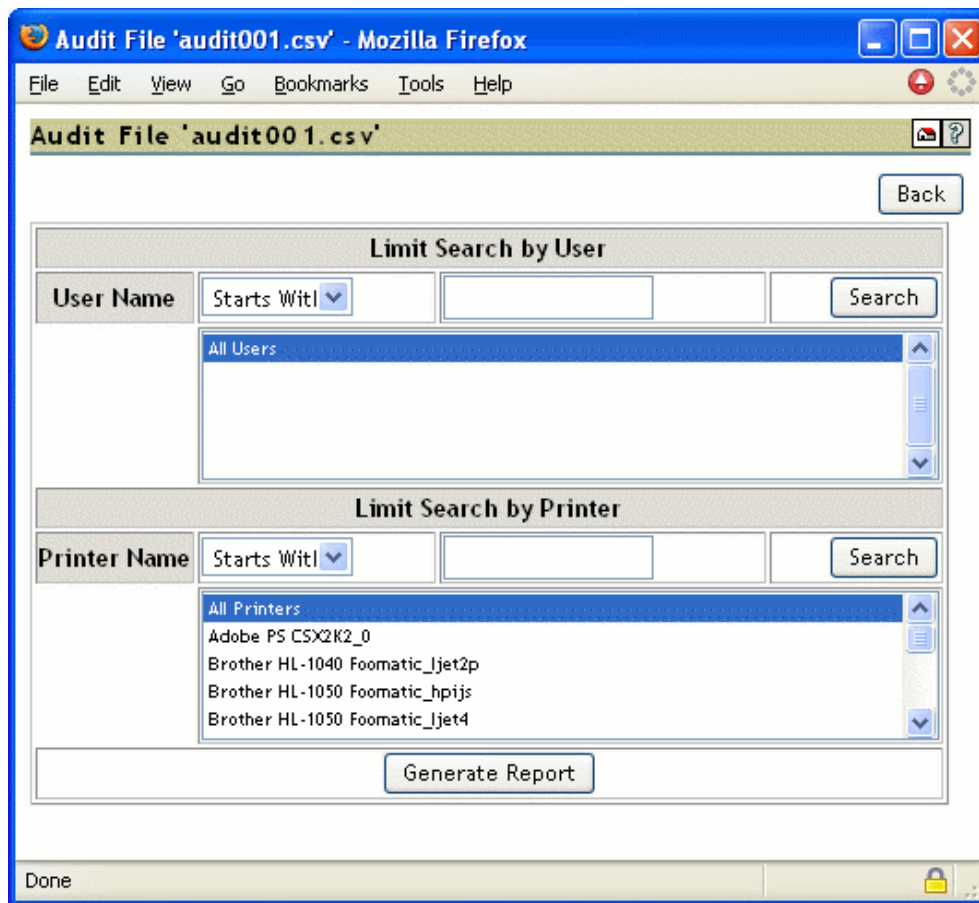 Audit File 'audit001.csv' - Mozilla Firefox
File Edit View Go Bookmarks Tools Help
Audit File 'audit001.csv'
?
Back
Limit Search by User
User Name Starts Witl Search
All Users
Limit Search by Printer
Printer Name Starts Witl Search
All Printers
Adobe PS CSX2K2_0
Brother HL-1040 Foomatic_ljet2p
Brother HL-1050 Foomatic_hpijs
Brother HL-1050 Foomatic_ljet4
Generate Report
Done